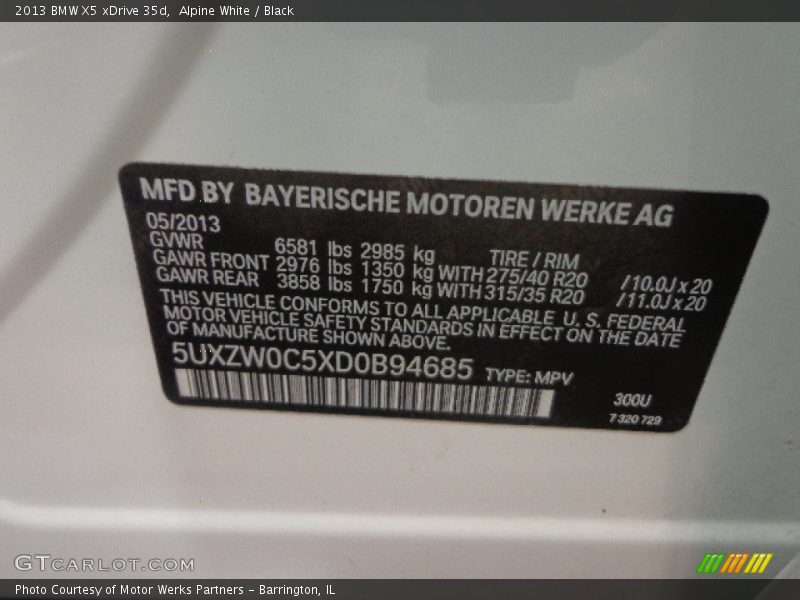 2013 BMW X5 xDrive 35d,  Alpine White / Black
MFD BY BAYERISCHE MOTOREN WERKE AG
05/2013
GVWR 6581 lbs 2985 kg TIRE / RIM
GAWR FRONT 2976 lbs 1350 kg WITH 275/40 R20 /10.0J x 20
GAWR REAR 3858 lbs 1750 kg WITH 315/35 R20 /11.0J x 20
THIS VEHICLE CONFORMS TO ALL APPLICABLE U. S. FEDERAL
MOTOR VEHICLE SAFETY STANDARDS IN EFFECT ON THE DATE
OF MANUFACTURE SHOWN ABOVE.
5UXZW0C5XD0B94685 TYPE: MPV
300U
7 320 729
GTCARLOT.COM
Photo Courtesy of Motor Werks Partners - Barrington, IL